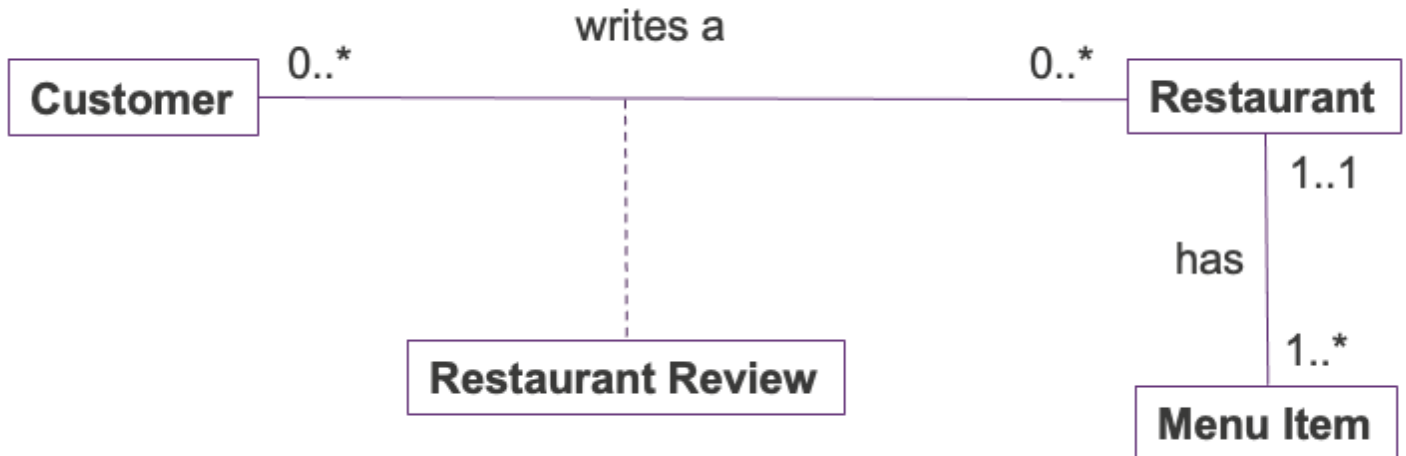 writes a
0..*
0..*
Customer
Restaurant
1..1
has
1..*
Restaurant Review
Menu Item